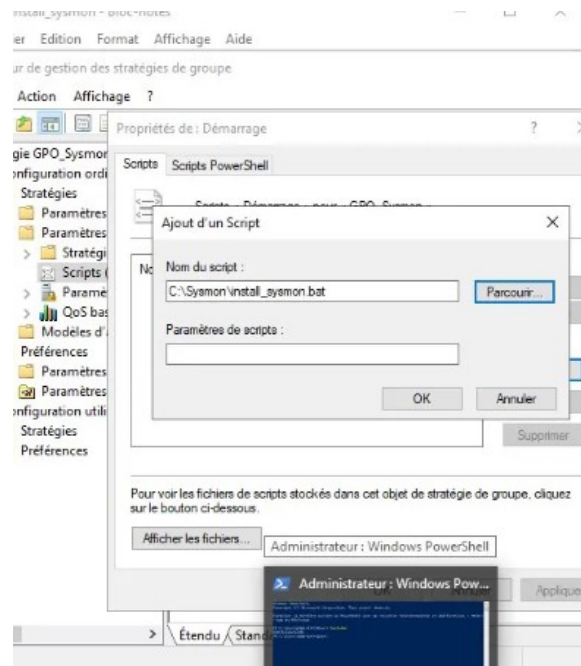 install_sysmon - Bloc-notes
er Edition Format Affichage Aide
ur de gestion des stratégies de groupe
Action Affichage ?
Propriétés de : Démarrage ?
gie GPO_Sysmon
onfiguration ordi
Stratégies
Paramètres
Paramètres
Stratégi
Scripts (
Paramè
QoS bas
Modèles d'
Préférences
Paramètres
Paramètres
onfiguration utili
Stratégies
Préférences
Scripts Scripts PowerShell
Ajout d'un Script
Nom du script :
C:\Sysmon\install_sysmon.bat
Parcourir...
Paramètres de scripts :
OK Annuler
Supprimer
Pour voir les fichiers de scripts stockés dans cet objet de stratégie de groupe, cliquez
sur le bouton ci-dessous.
Afficher les fichiers...
Administrateur : Windows PowerShell
Administrateur : Windows Pow...
Applique
Étendu Stand